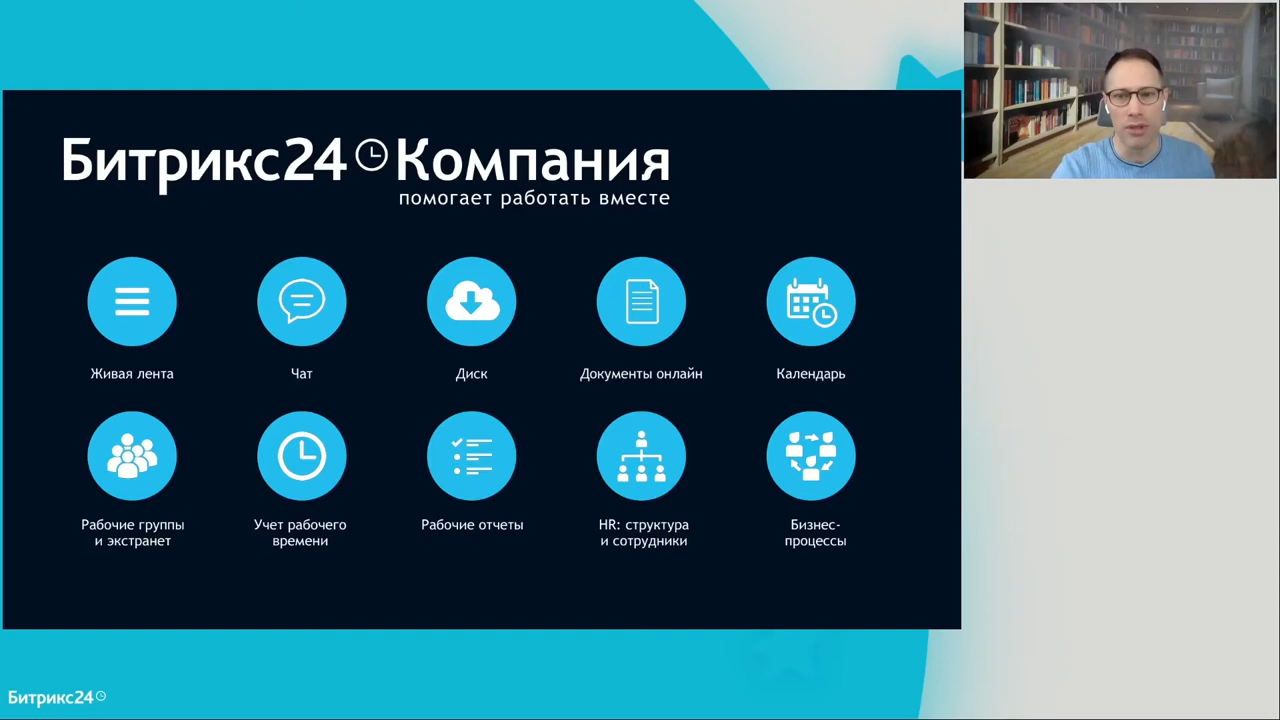 Битрикс24 Компания
помогает работать вместе
Живая лента
Чат
Диск
Документы онлайн
Календарь
Рабочие группы
и экстранет
Учет рабочего
времени
Рабочие отчеты
HR: структура
и сотрудники
Бизнес-
процессы
Битрикс24